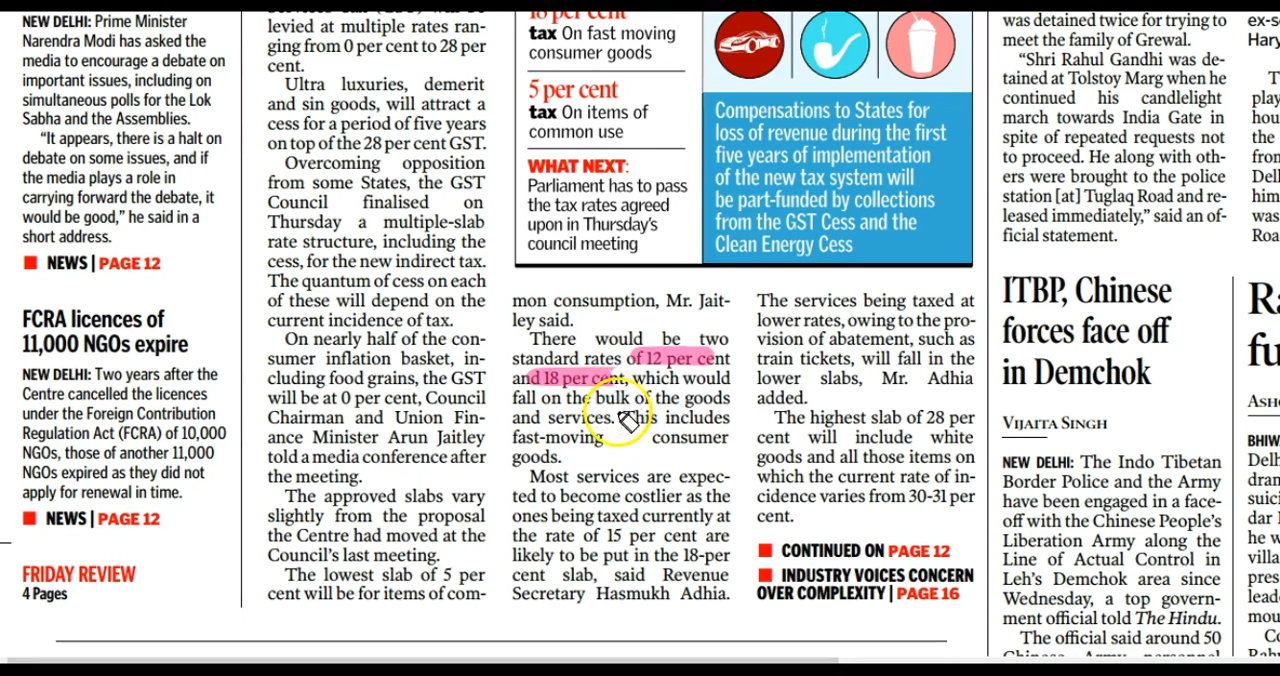 NEW DELHI: Prime Minister
Narendra Modi has asked the
media to encourage a debate on
important issues, including on
simultaneous polls for the Lok
Sabha and the Assemblies.
“It appears, there is a halt on
debate on some issues, and if
the media plays a role in
carrying forward the debate, it
would be good,” he said in a
short address.
NEWS | PAGE 12
FCRA licences of
11,000 NGOs expire
NEW DELHI: Two years after the
Centre cancelled the licences
under the Foreign Contribution
Regulation Act (FCRA) of 10,000
NGOs, those of another 11,000
NGOs expired as they did not
apply for renewal in time.
NEWS | PAGE 12
FRIDAY REVIEW
4 Pages
levied at multiple rates ran-
ging from 0 per cent to 28 per
cent.
Ultra luxuries, demerit
and sin goods, will attract a
cess for a period of five years
on top of the 28 per cent GST.
Overcoming opposition
from some States, the GST
Council finalised on
Thursday a multiple-slab
rate structure, including the
cess, for the new indirect tax.
The quantum of cess on each
of these will depend on the
current incidence of tax.
On nearly half of the con-
sumer inflation basket, in-
cluding food grains, the GST
will be at 0 per cent, Council
Chairman and Union Fin-
ance Minister Arun Jaitley
told a media conference after
the meeting.
The approved slabs vary
slightly from the proposal
the Centre had moved at the
Council’s last meeting.
The lowest slab of 5 per
cent will be for items of com-
18 per cent
tax On fast moving
consumer goods
5 per cent
tax On items of
common use
WHAT NEXT:
Parliament has to pass
the tax rates agreed
upon in Thursday’s
council meeting
Compensations to States for
loss of revenue during the first
five years of implementation
of the new tax system will
be part-funded by collections
from the GST Cess and the
Clean Energy Cess
mon consumption, Mr. Jait-
ley said.
There would be two
standard rates of 12 per cent
and 18 per cent, which would
fall on the bulk of the goods
and services. This includes
fast-moving consumer
goods.
Most services are expec-
ted to become costlier as the
ones being taxed currently at
the rate of 15 per cent are
likely to be put in the 18-per
cent slab, said Revenue
Secretary Hasmukh Adhia.
The services being taxed at
lower rates, owing to the pro-
vision of abatement, such as
train tickets, will fall in the
lower slabs, Mr. Adhia
added.
The highest slab of 28 per
cent will include white
goods and all those items on
which the current rate of in-
cidence varies from 30-31 per
cent.
CONTINUED ON PAGE 12
INDUSTRY VOICES CONCERN
OVER COMPLEXITY | PAGE 16
was detained twice for trying to
meet the family of Grewal.
“Shri Rahul Gandhi was de-
tained at Tolstoy Marg when he
continued his candlelight
march towards India Gate in
spite of repeated requests not
to proceed. He along with oth-
ers were brought to the police
station [at] Tuglaq Road and re-
leased immediately,” said an of-
ficial statement.
ITBP, Chinese
forces face off
in Demchok
VIJAITA SINGH
NEW DELHI: The Indo Tibetan
Border Police and the Army
have been engaged in a face-
off with the Chinese People’s
Liberation Army along the
Line of Actual Control in
Leh’s Demchok area since
Wednesday, a top govern-
ment official told The Hindu.
The official said around 50